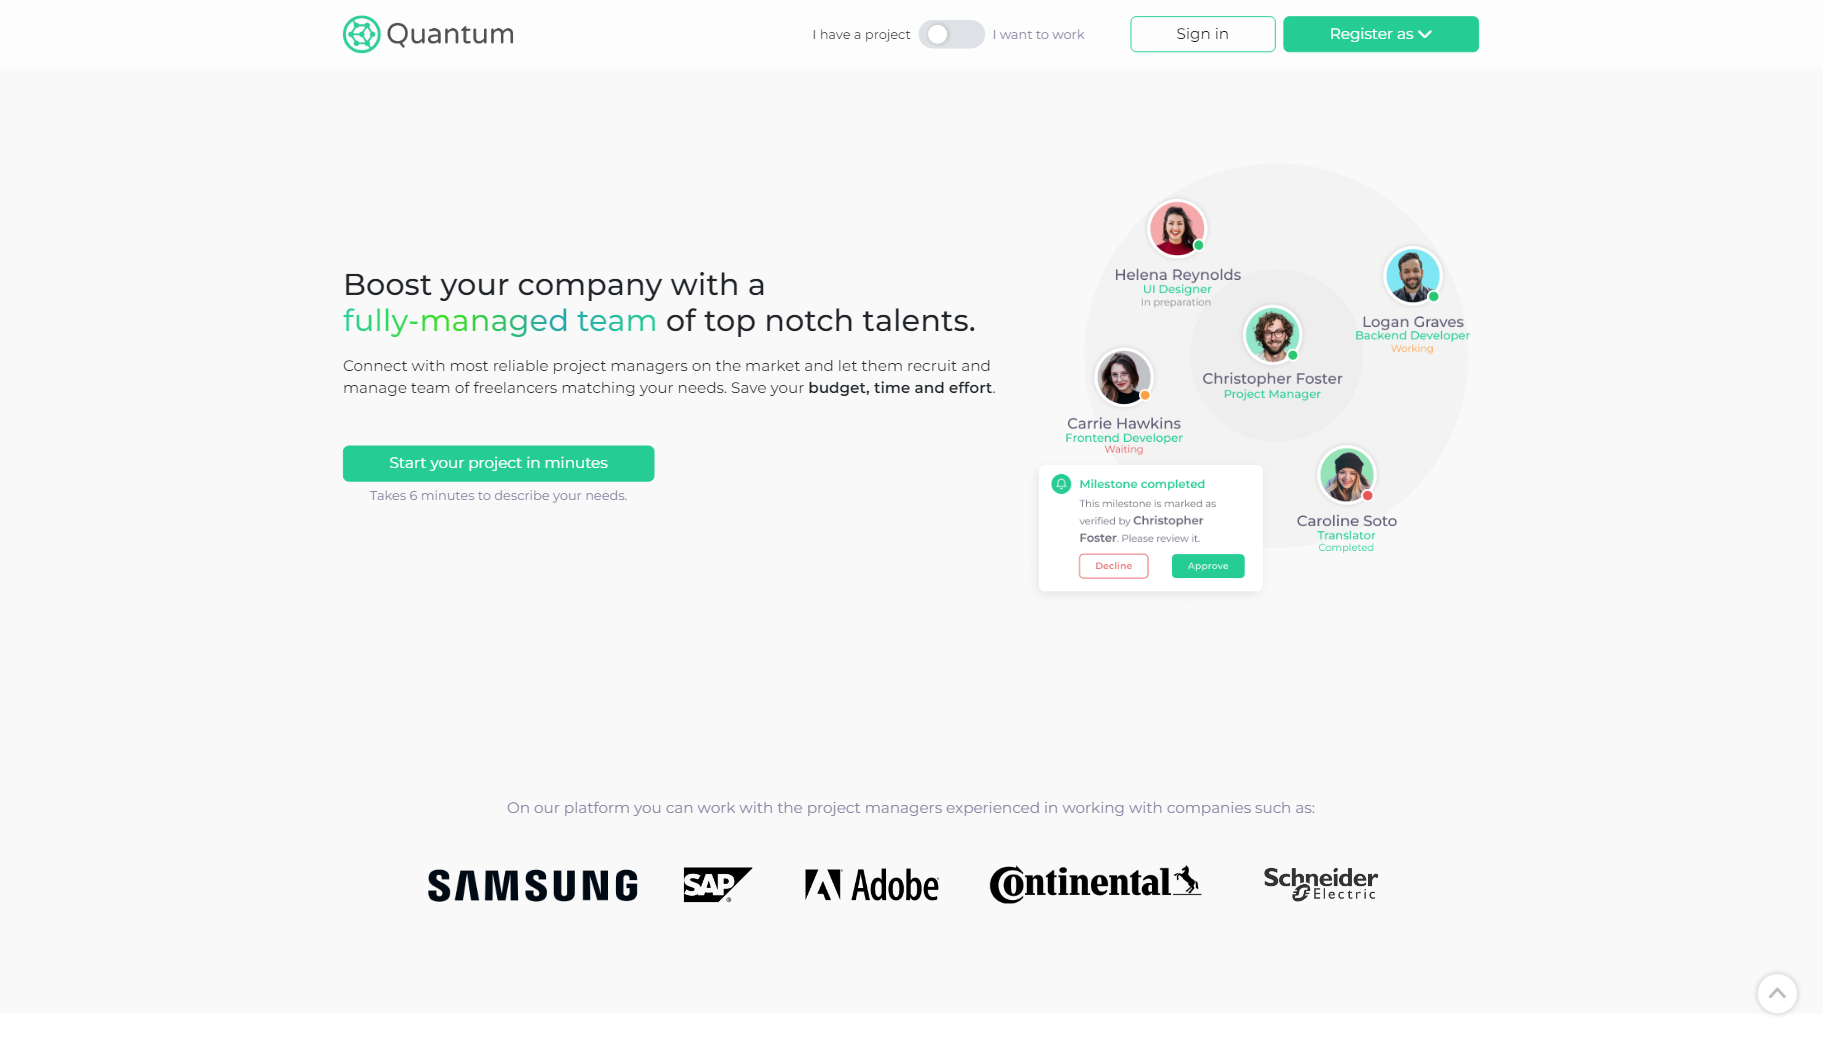 Quantum
I have a project
I want to work
Sign in
Register as
Boost your company with a
fully-managed team of top notch talents.
Connect with most reliable project managers on the market and let them recruit and
manage team of freelancers matching your needs. Save your budget, time and effort.
Start your project in minutes
Takes 6 minutes to describe your needs.
Helena Reynolds
UI Designer
In preparation
Logan Graves
Backend Developer
Working
Christopher Foster
Project Manager
Carrie Hawkins
Frontend Developer
Waiting
Milestone completed
This milestone is marked as
verified by Christopher
Foster. Please review it.
Decline
Approve
Caroline Soto
Translator
Completed
On our platform you can work with the project managers experienced in working with companies such as:
SAMSUNG
SAP
Adobe
Continental
Schneider
Electric